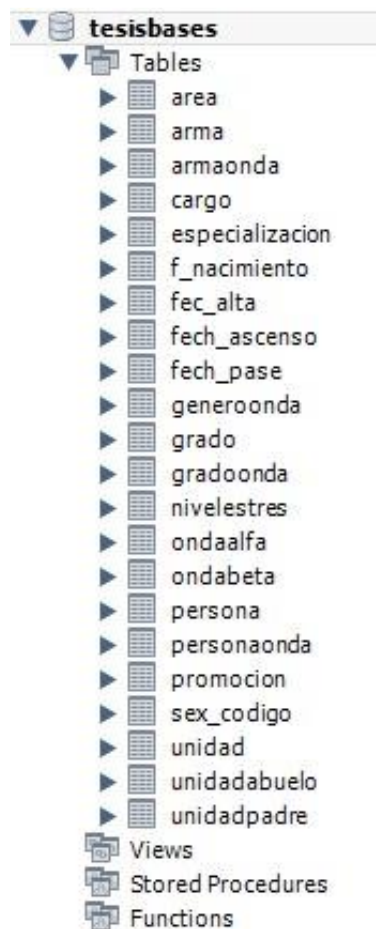 tesisbases
Tables
area
arma
armaonda
cargo
especializacion
f_nacimiento
fec_alta
fech_ascenso
fech_pase
generoonda
grado
gradoonda
nivelestres
ondaalfa
ondabeta
persona
personaonda
promocion
sex_codigo
unidad
unidadabuelo
unidadpadre
Views
Stored Procedures
Functions